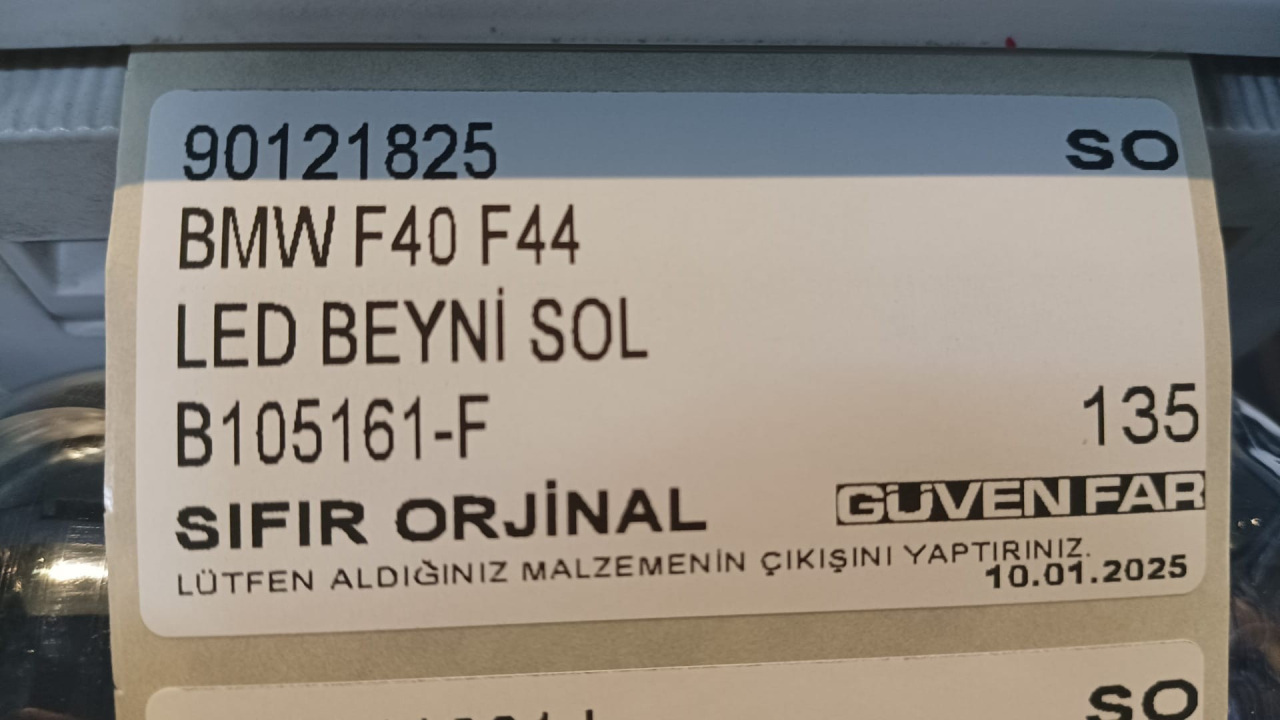 90121825 SO
BMW F40 F44
LED BEYNİ SOL
B105161-F 135
SIFIR ORJİNAL GÜVEN FAR
LÜTFEN ALDIĞINIZ MALZEMENİN ÇIKIŞINI YAPTIRINIZ.
10.01.2025
SO